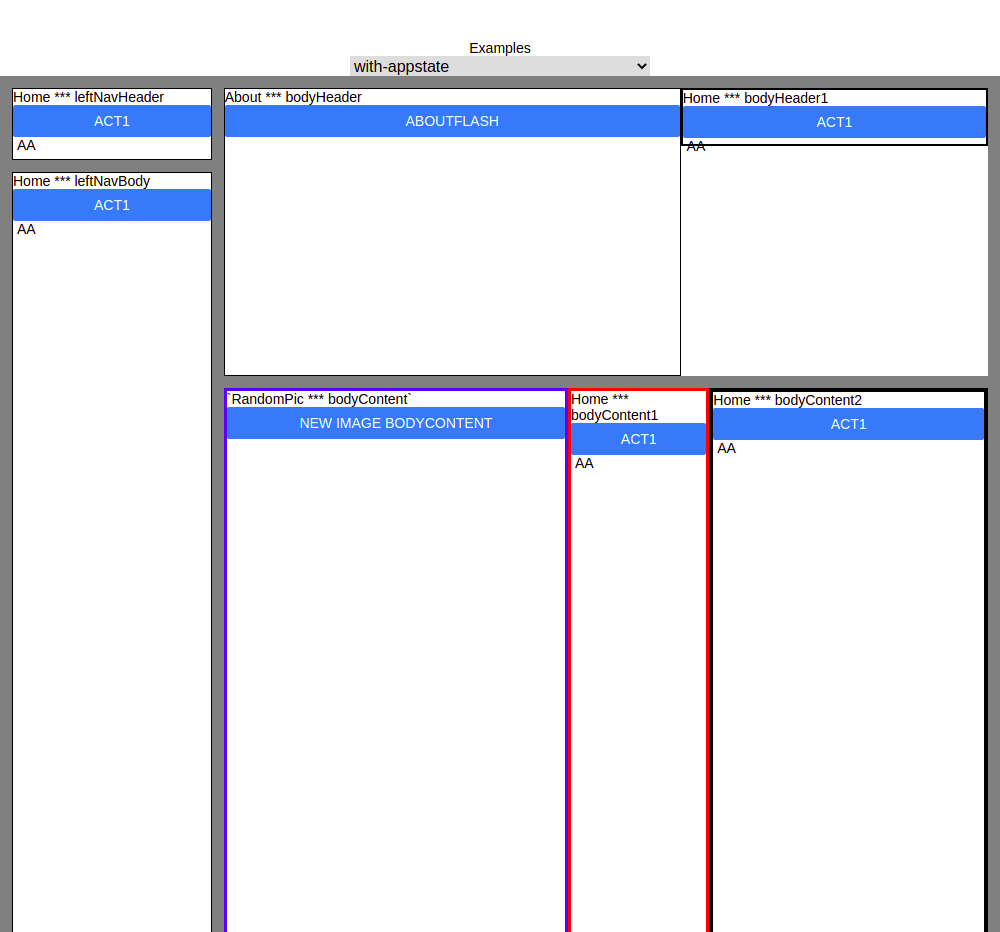 Examples
with-appstate
Home *** leftNavHeader
ACT1
AA
Home *** leftNavBody
ACT1
AA
About *** bodyHeader
ABOUTFLASH
Home *** bodyHeader1
ACT1
AA
`RandomPic *** bodyContent`
NEW IMAGE BODYCONTENT
Home ***
bodyContent1
ACT1
AA
Home *** bodyContent2
ACT1
AA